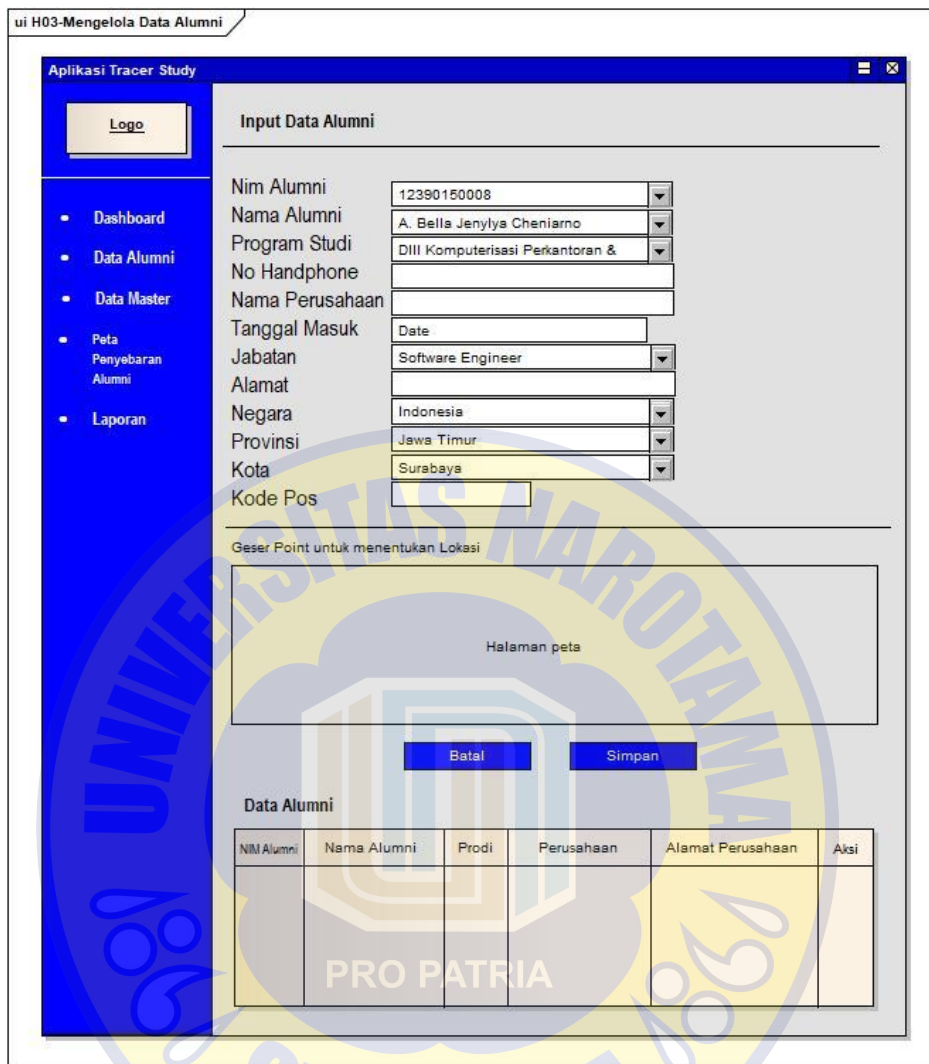 ui H03-Mengelola Data Alumni
Aplikasi Tracer Study
Logo
Dashboard
Data Alumni
Data Master
Peta
Penyebaran
Alumni
Laporan
Input Data Alumni
Nim Alumni 12390150008
Nama Alumni A. Bella Jenylya Cheniarno
Program Studi DIII Komputerisasi Perkantoran &
No Handphone
Nama Perusahaan
Tanggal Masuk Date
Jabatan Software Engineer
Alamat
Negara Indonesia
Provinsi Jawa Timur
Kota Surabaya
Kode Pos
Geser Point untuk menentukan Lokasi
Halaman peta
Batal Simpan
Data Alumni
NIM Alumni Nama Alumni Prodi Perusahaan Alamat Perusahaan Aksi
UNIVERSITAS NAROTAMA
PRO PATRIA